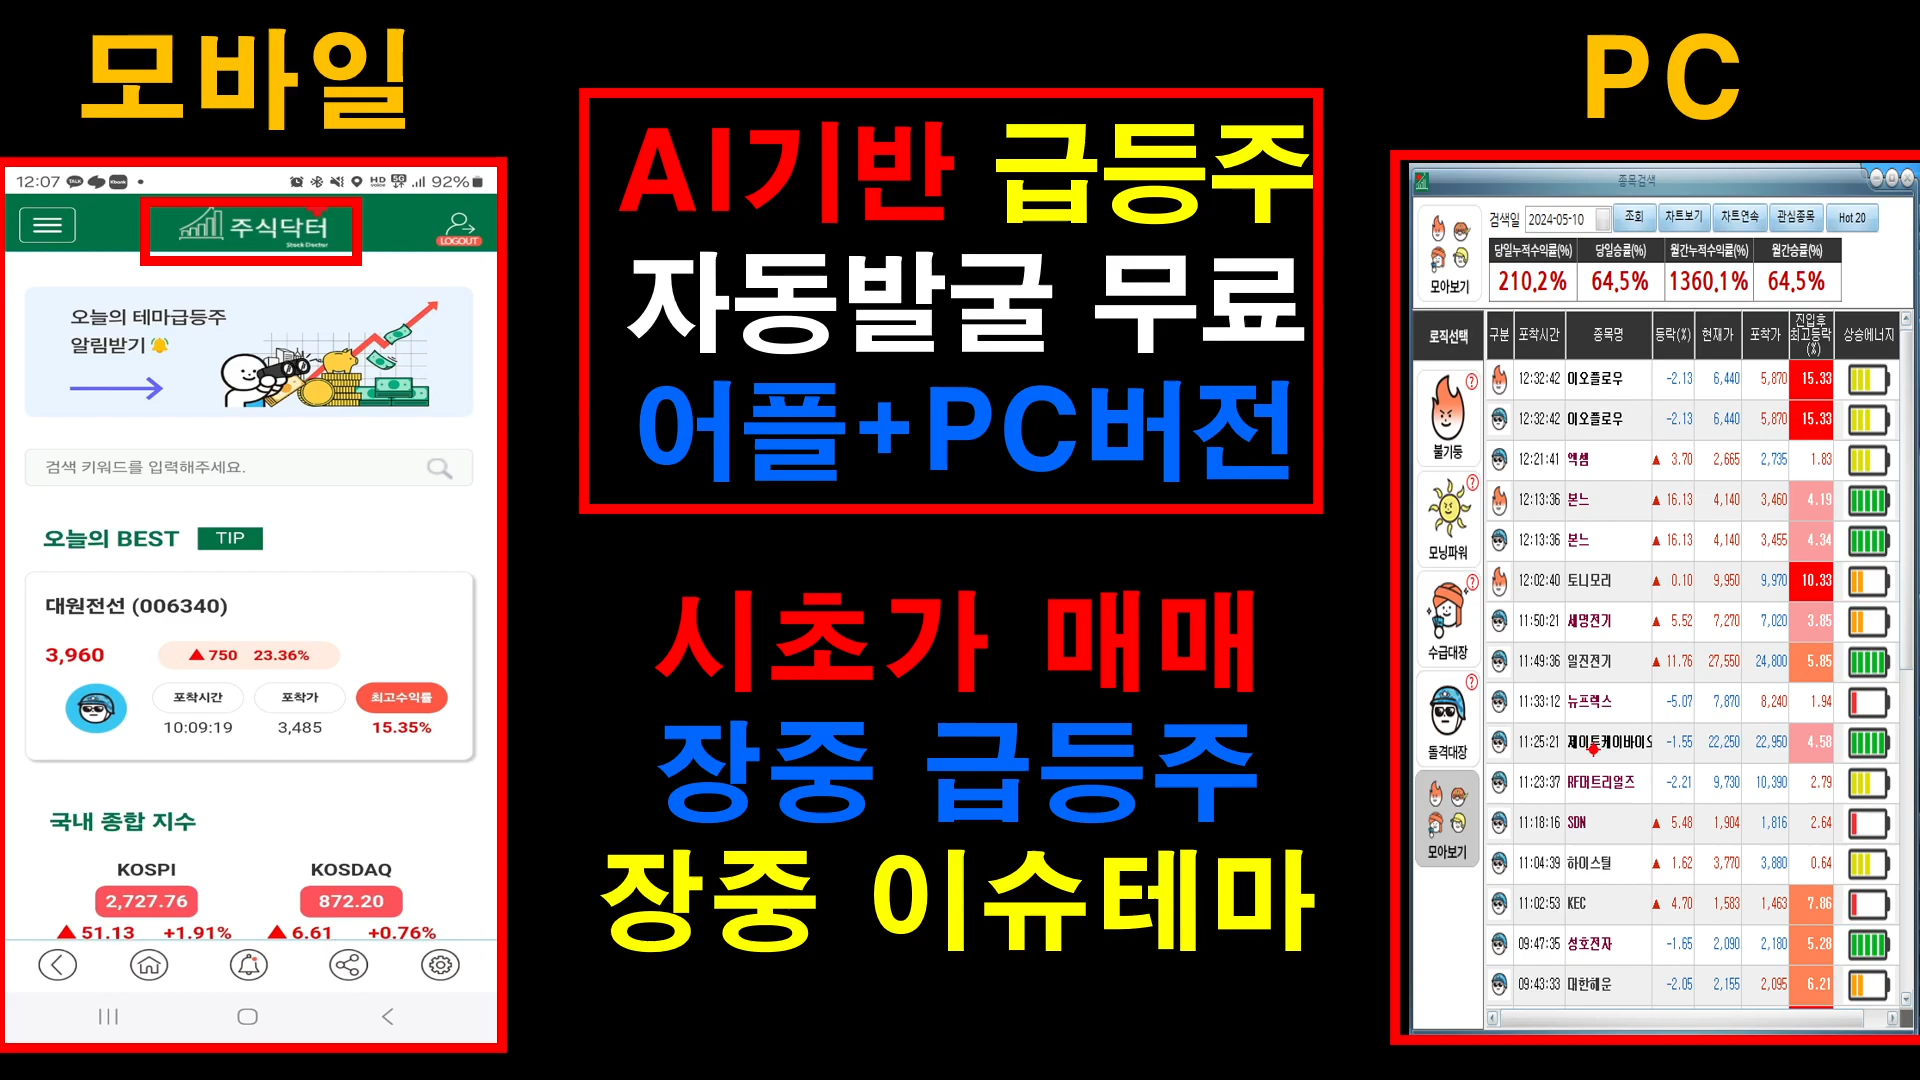 모바일
PC
AI기반 급등주
자동발굴 무료
어플+PC버전
시초가 매매
장중 급등주
장중 이슈테마
12:07 TALK Kbank HD voice 5G 92%
주식닥터
Stock Doctor
LOGOUT
오늘의 테마급등주
알림받기
검색 키워드를 입력해주세요.
오늘의 BEST TIP
대원전선 (006340)
3,960 ▲ 750 23.36%
포착시간 포착가 최고수익률
10:09:19 3,485 15.35%
국내 종합 지수
KOSPI KOSDAQ
2,727.76 872.20
▲ 51.13 +1.91% ▲ 6.61 +0.76%
종목검색
모아보기
검색일 2024-05-10 조회 차트보기 차트연속 관심종목 Hot 20
당일누적수익률(%) 당일승률(%) 월간누적수익률(%) 월간승률(%)
210,2% 64,5% 1360,1% 64,5%
로직선택
불기둥
모닝파워
수급대장
돌격대장
모아보기
구분 포착시간 종목명 등락(%) 현재가 포착가 진입후 최고등락 (%) 상승에너지
12:32:42 이오플로우 -2.13 6,440 5,870 15.33
12:32:42 이오플로우 -2.13 6,440 5,870 15.33
12:21:41 엑셈 ▲ 3.70 2,665 2,735 1.83
12:13:36 본느 ▲ 16.13 4,140 3,460 4.19
12:13:36 본느 ▲ 16.13 4,140 3,455 4.34
12:02:40 토니모리 ▲ 0.10 9,950 9,970 10.33
11:50:21 세명전기 ▲ 5.52 7,270 7,020 3.85
11:49:36 일진전기 ▲ 11.76 27,550 24,800 5.85
11:33:12 뉴프렉스 -5.07 7,870 8,240 1.94
11:25:21 제이투케이바이오 -1.55 22,250 22,950 4.58
11:23:37 RF머트리얼즈 -2.21 9,730 10,390 2.79
11:18:16 SDN ▲ 5.48 1,904 1,816 2.64
11:04:39 하이스틸 ▲ 1.62 3,770 3,880 0.64
11:02:53 KEC ▲ 4.70 1,583 1,463 7.86
09:47:35 성호전자 -1.65 2,090 2,180 5.28
09:43:33 대한해운 -2.05 2,155 2,095 6.21